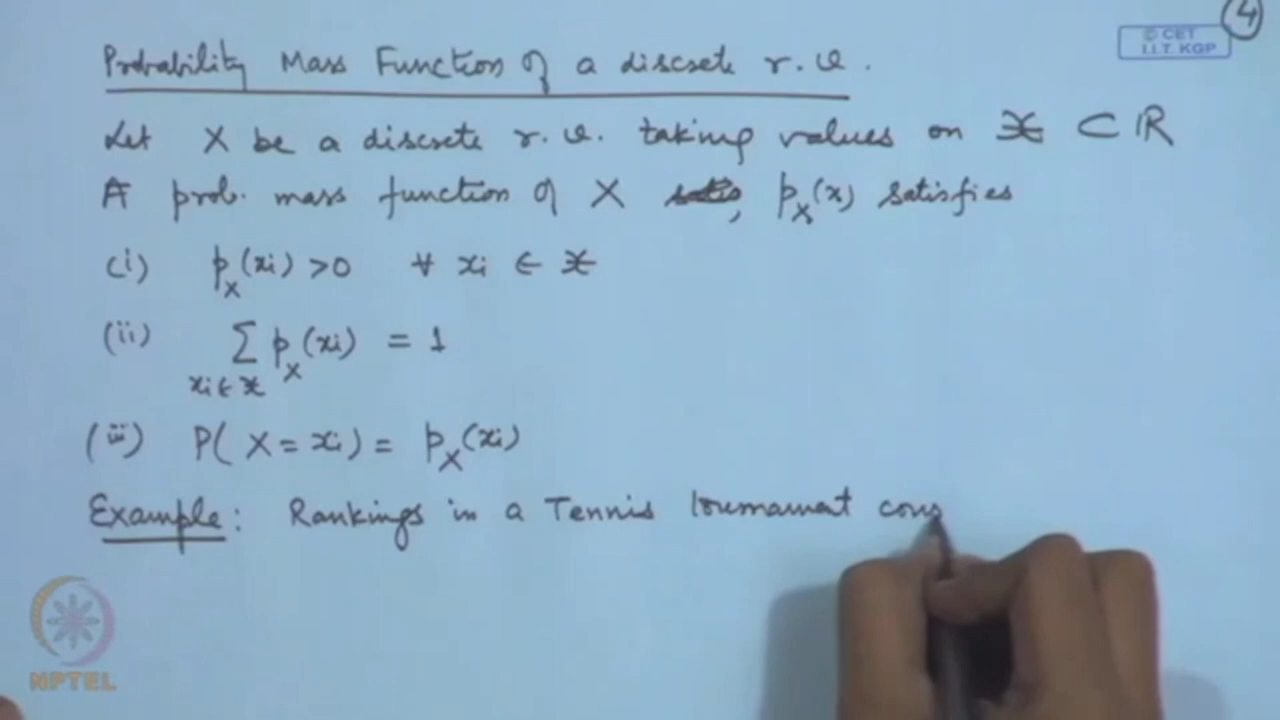 4
© CET
I.I.T. KGP
Probability Mass Function of a discrete r.v.
Let X be a discrete r.v. taking values on 𝒳 ⊂ ℝ
A prob. mass function of X , p_X(x) satisfies
(i) p_X(xi) > 0 ∀ xi ∈ 𝒳
(ii) Σ_{xi ∈ 𝒳} p_X(xi) = 1
(iii) P( X = xi) = p_X(xi)
Example: Rankings in a Tennis tournament cons
NPTEL